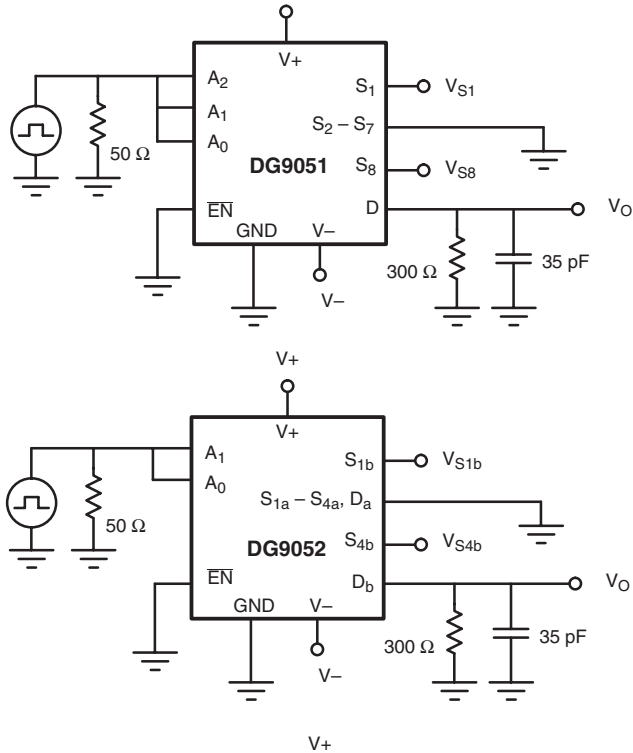 V+
A2
S1
VS1
A1
S2 – S7
A0
50 Ω
DG9051
S8
VS8
EN
D
VO
GND
V–
300 Ω
35 pF
V–
V+
V+
A1
S1b
VS1b
A0
S1a – S4a, Da
50 Ω
DG9052
S4b
VS4b
EN
Db
VO
GND
V–
300 Ω
35 pF
V–
V+